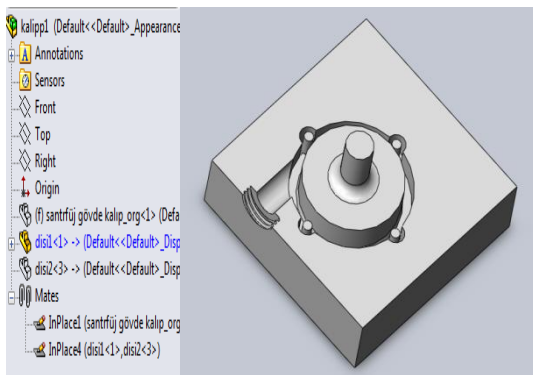 kalipp1 (Default<<Default>_Appearance
A Annotations
Sensors
Front
Top
Right
Origin
(f) santrfüj gövde kalıp_org<1> (Defa
disi1<1> -> (Default<<Default>_Disp
disi2<3> -> (Default<<Default>_Disp
Mates
InPlace1 (santrfüj gövde kalıp_org
InPlace4 (disi1<1>,disi2<3>)